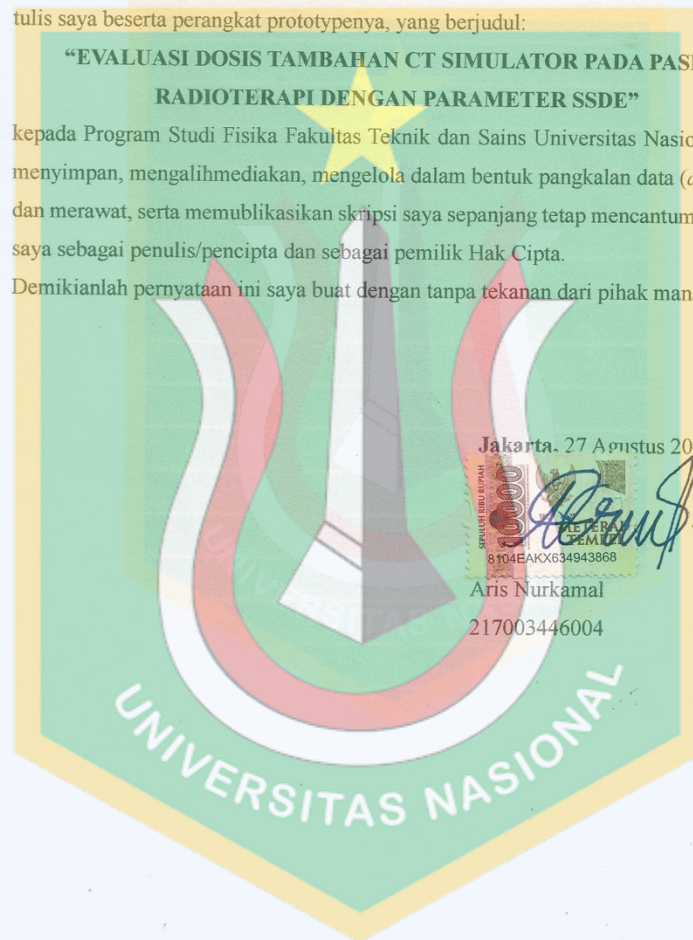 tulis saya beserta perangkat prototypenya, yang berjudul:
“EVALUASI DOSIS TAMBAHAN CT SIMULATOR PADA PASI
RADIOTERAPI DENGAN PARAMETER SSDE”
kepada Program Studi Fisika Fakultas Teknik dan Sains Universitas Nasio
menyimpan, mengalihmediakan, mengelola dalam bentuk pangkalan data (
dan merawat, serta memublikasikan skripsi saya sepanjang tetap mencantum
saya sebagai penulis/pencipta dan sebagai pemilik Hak Cipta.
Demikianlah pernyataan ini saya buat dengan tanpa tekanan dari pihak man
Jakarta, 27 Agustus 20
SEPULUH RIBU RUPIAH
10000
METERAI
TEMPEL
8104EAKX634943868
Aris Nurkamal
217003446004
UNIVERSITAS NASIONAL